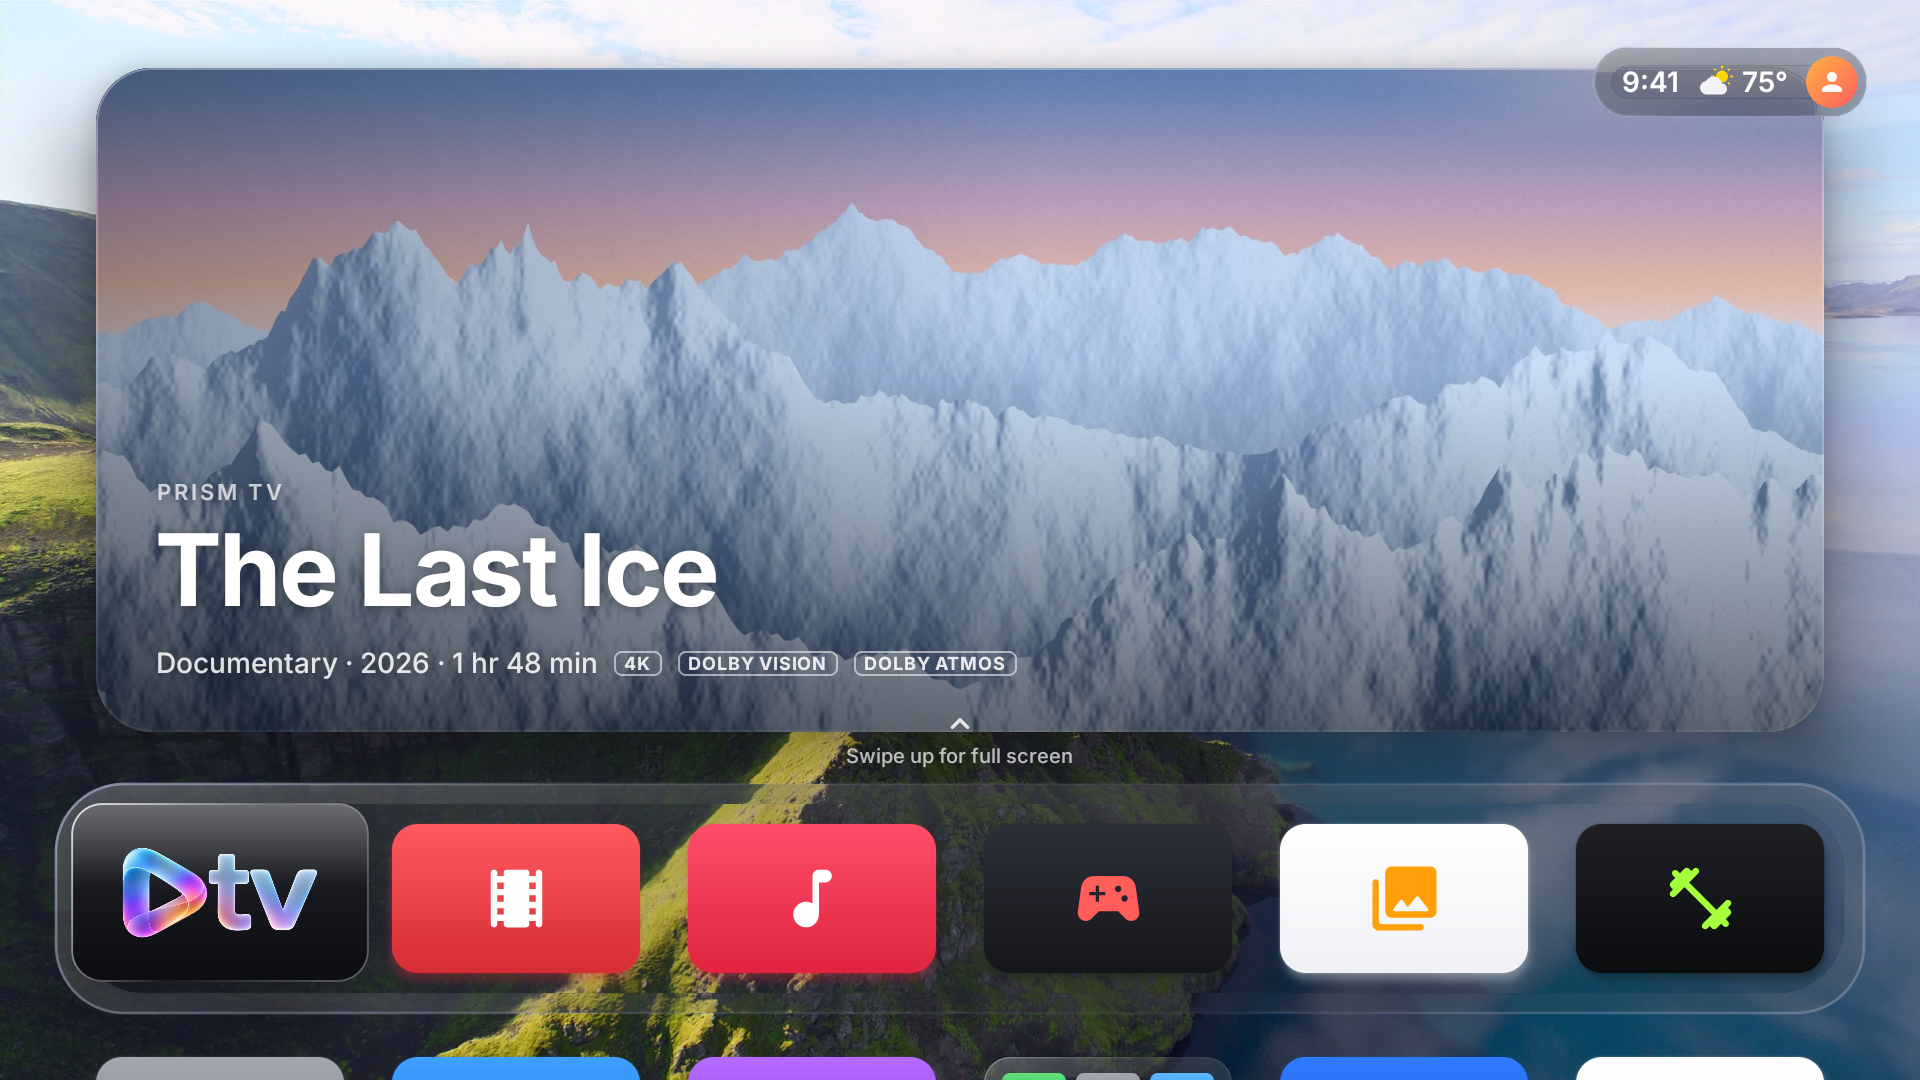 9:41 75°
PRISM TV
The Last Ice
Documentary · 2026 · 1 hr 48 min 4K DOLBY VISION DOLBY ATMOS
Swipe up for full screen
tv